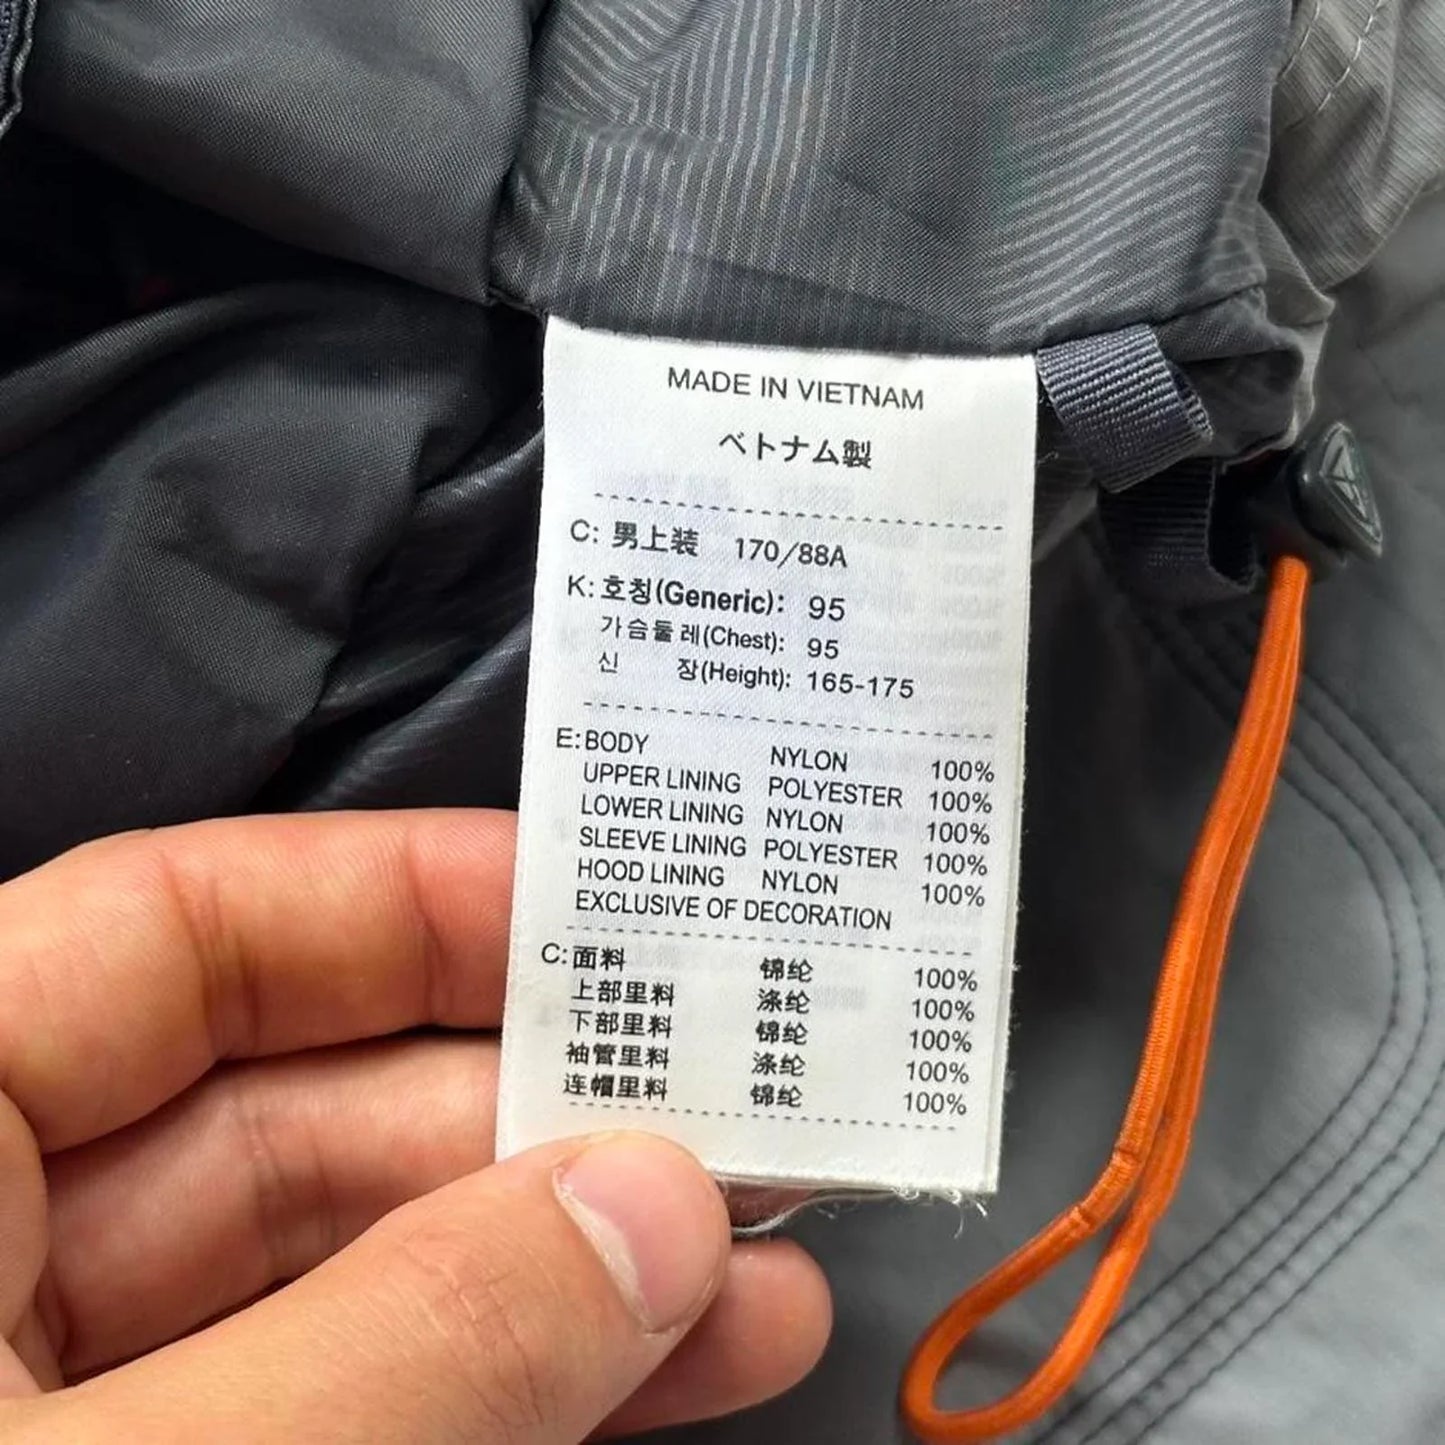 MADE IN VIETNAM
ベトナム製
C: 男上装 170/88A
K: 호칭(Generic): 95
가슴둘레(Chest): 95
신 장(Height): 165-175
E: BODY NYLON 100%
UPPER LINING POLYESTER 100%
LOWER LINING NYLON 100%
SLEEVE LINING POLYESTER 100%
HOOD LINING NYLON 100%
EXCLUSIVE OF DECORATION
C: 面料 锦纶 100%
上部里料 涤纶 100%
下部里料 锦纶 100%
袖管里料 涤纶 100%
连帽里料 锦纶 100%